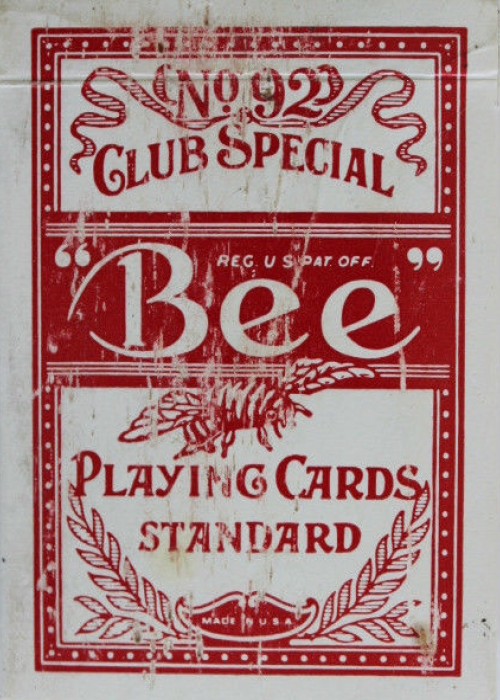 No 92
CLUB SPECIAL
“Bee”
REG. U S PAT. OFF.
PLAYING CARDS
STANDARD
MADE IN U.S.A.